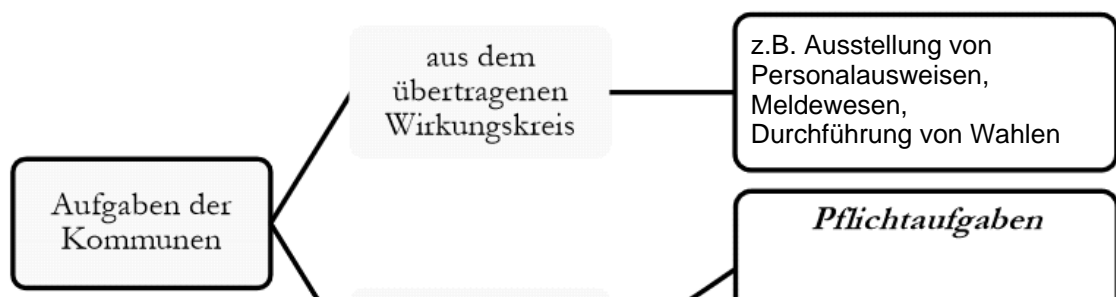 aus dem
übertragenen
Wirkungskreis
z.B. Ausstellung von
Personalausweisen,
Meldewesen,
Durchführung von Wahlen
Aufgaben der
Kommunen
Pflichtaufgaben